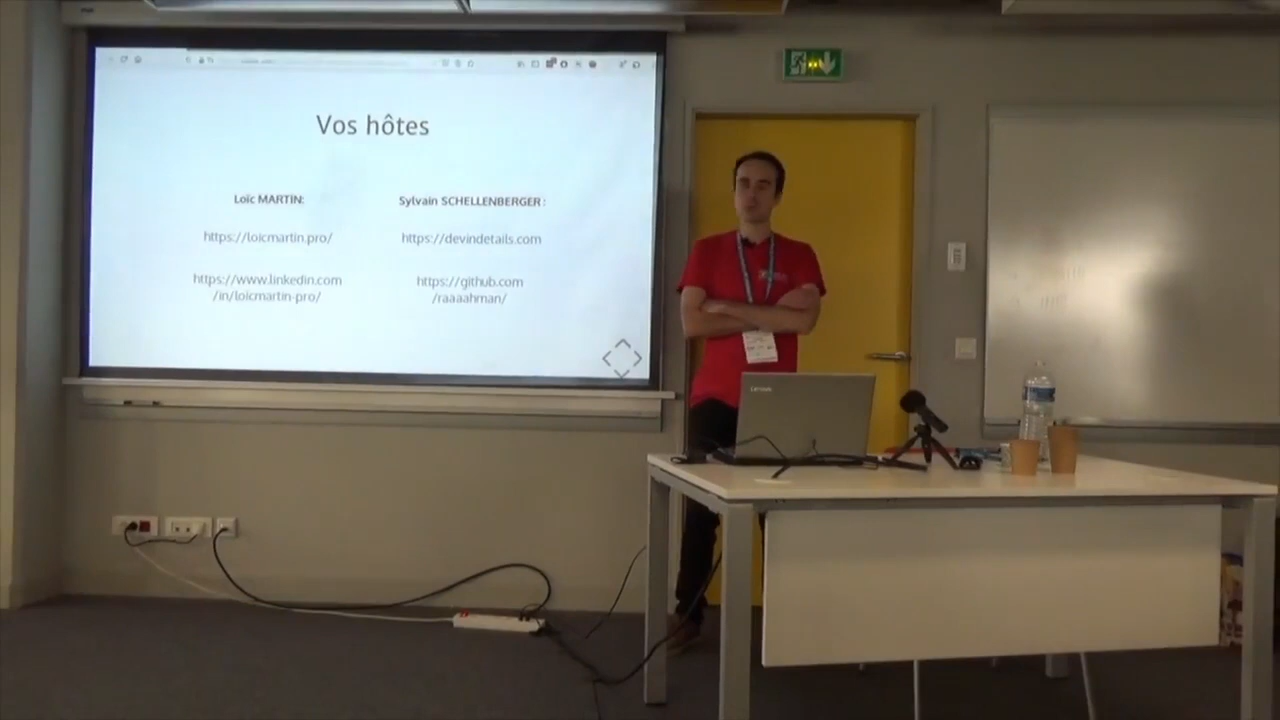 Vos hôtes
Loïc MARTIN:
https://loicmartin.pro/
https://www.linkedin.com
/in/loicmartin-pro/
Sylvain SCHELLENBERGER :
https://devindetails.com
https://github.com
/raaaahman/
Lenovo